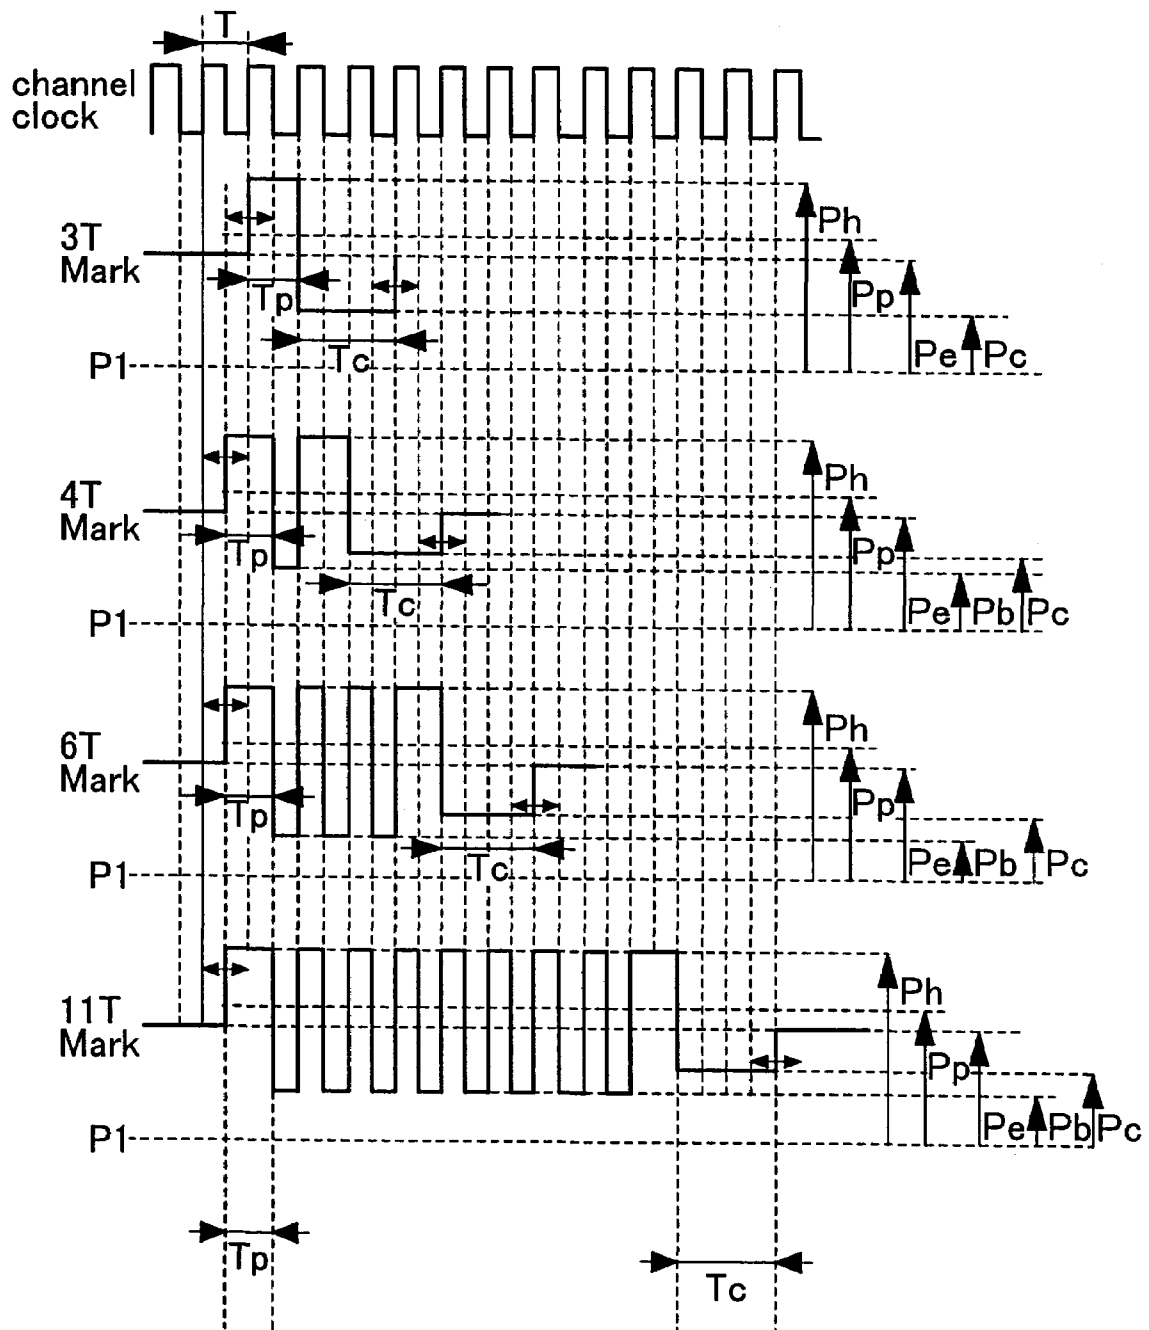 T
channel
clock
3T
Mark
Tp
Tc
P1
Ph
Pp
Pe Pc
4T
Mark
Tp
Tc
P1
Ph
Pp
Pe Pb Pc
6T
Mark
Tp
Tc
P1
Ph
Pp
Pe Pb Pc
11T
Mark
P1
Ph
Pp
Pe Pb Pc
Tp
Tc